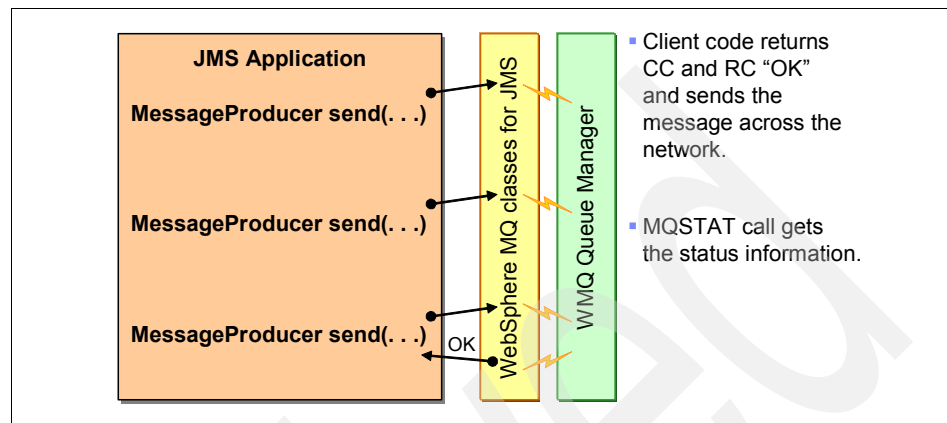 JMS Application
MessageProducer send(. . .)
MessageProducer send(. . .)
MessageProducer send(. . .)
OK
WebSphere MQ classes for JMS
WMQ Queue Manager
▪ Client code returns
CC and RC “OK”
and sends the
message across the
network.
▪ MQSTAT call gets
the status information.